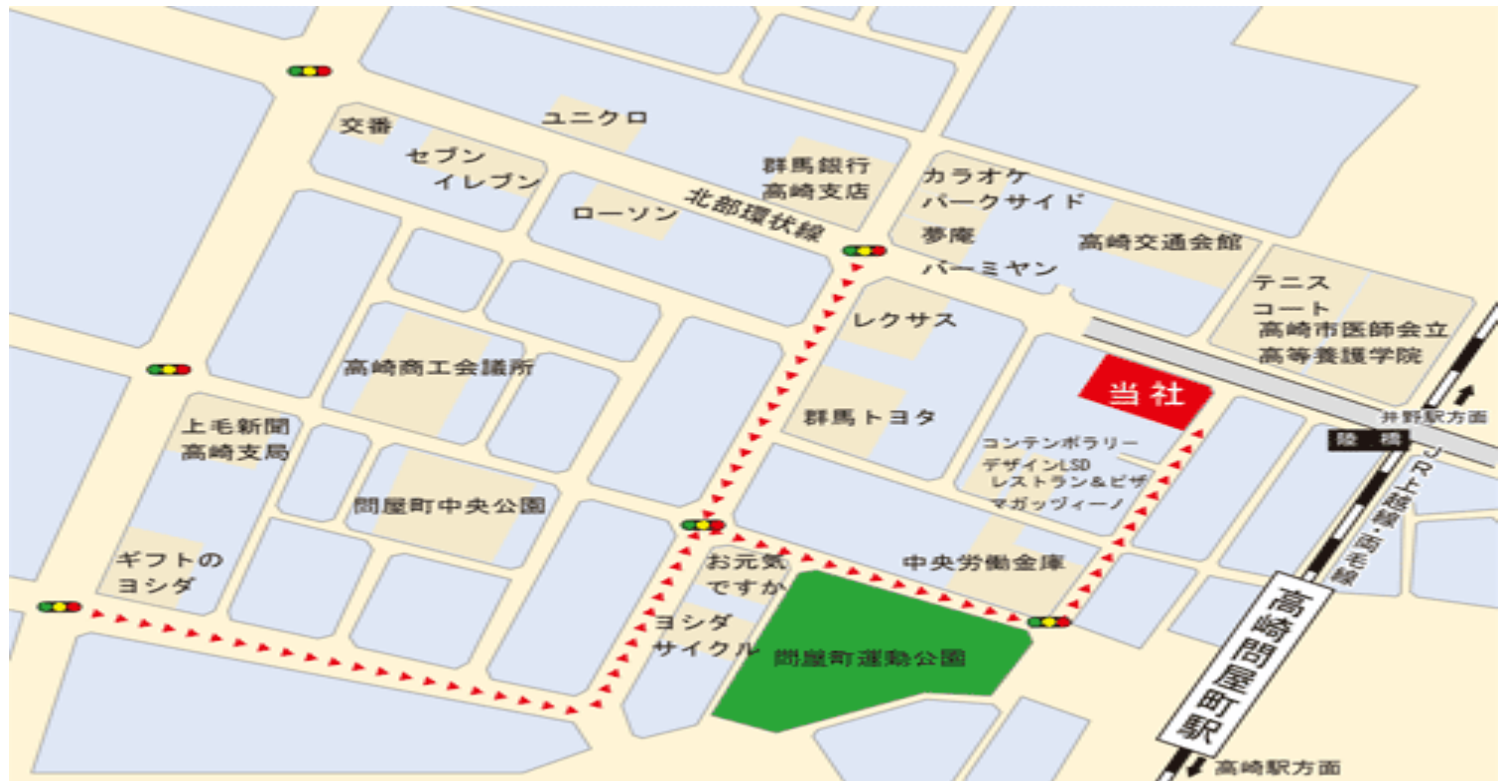 交番
ユニクロ
セブン
イレブン
群馬銀行
高崎支店
カラオケ
パークサイド
ローソン
北部環状線
夢庵
バーミヤン
高崎交通会館
テニス
コート
高崎市医師会立
高等養護学院
レクサス
高崎商工会議所
当社
群馬トヨタ
井野駅方面
陸橋
上毛新聞
高崎支局
コンテンポラリー
デザインLSD
レストラン&ピザ
マガッヅィーノ
JR上越線・両毛線
問屋町中央公園
ギフトの
ヨシダ
お元気
ですか
中央労働金庫
ヨシダ
サイクル
問屋町運動公園
高崎問屋町駅
高崎駅方面